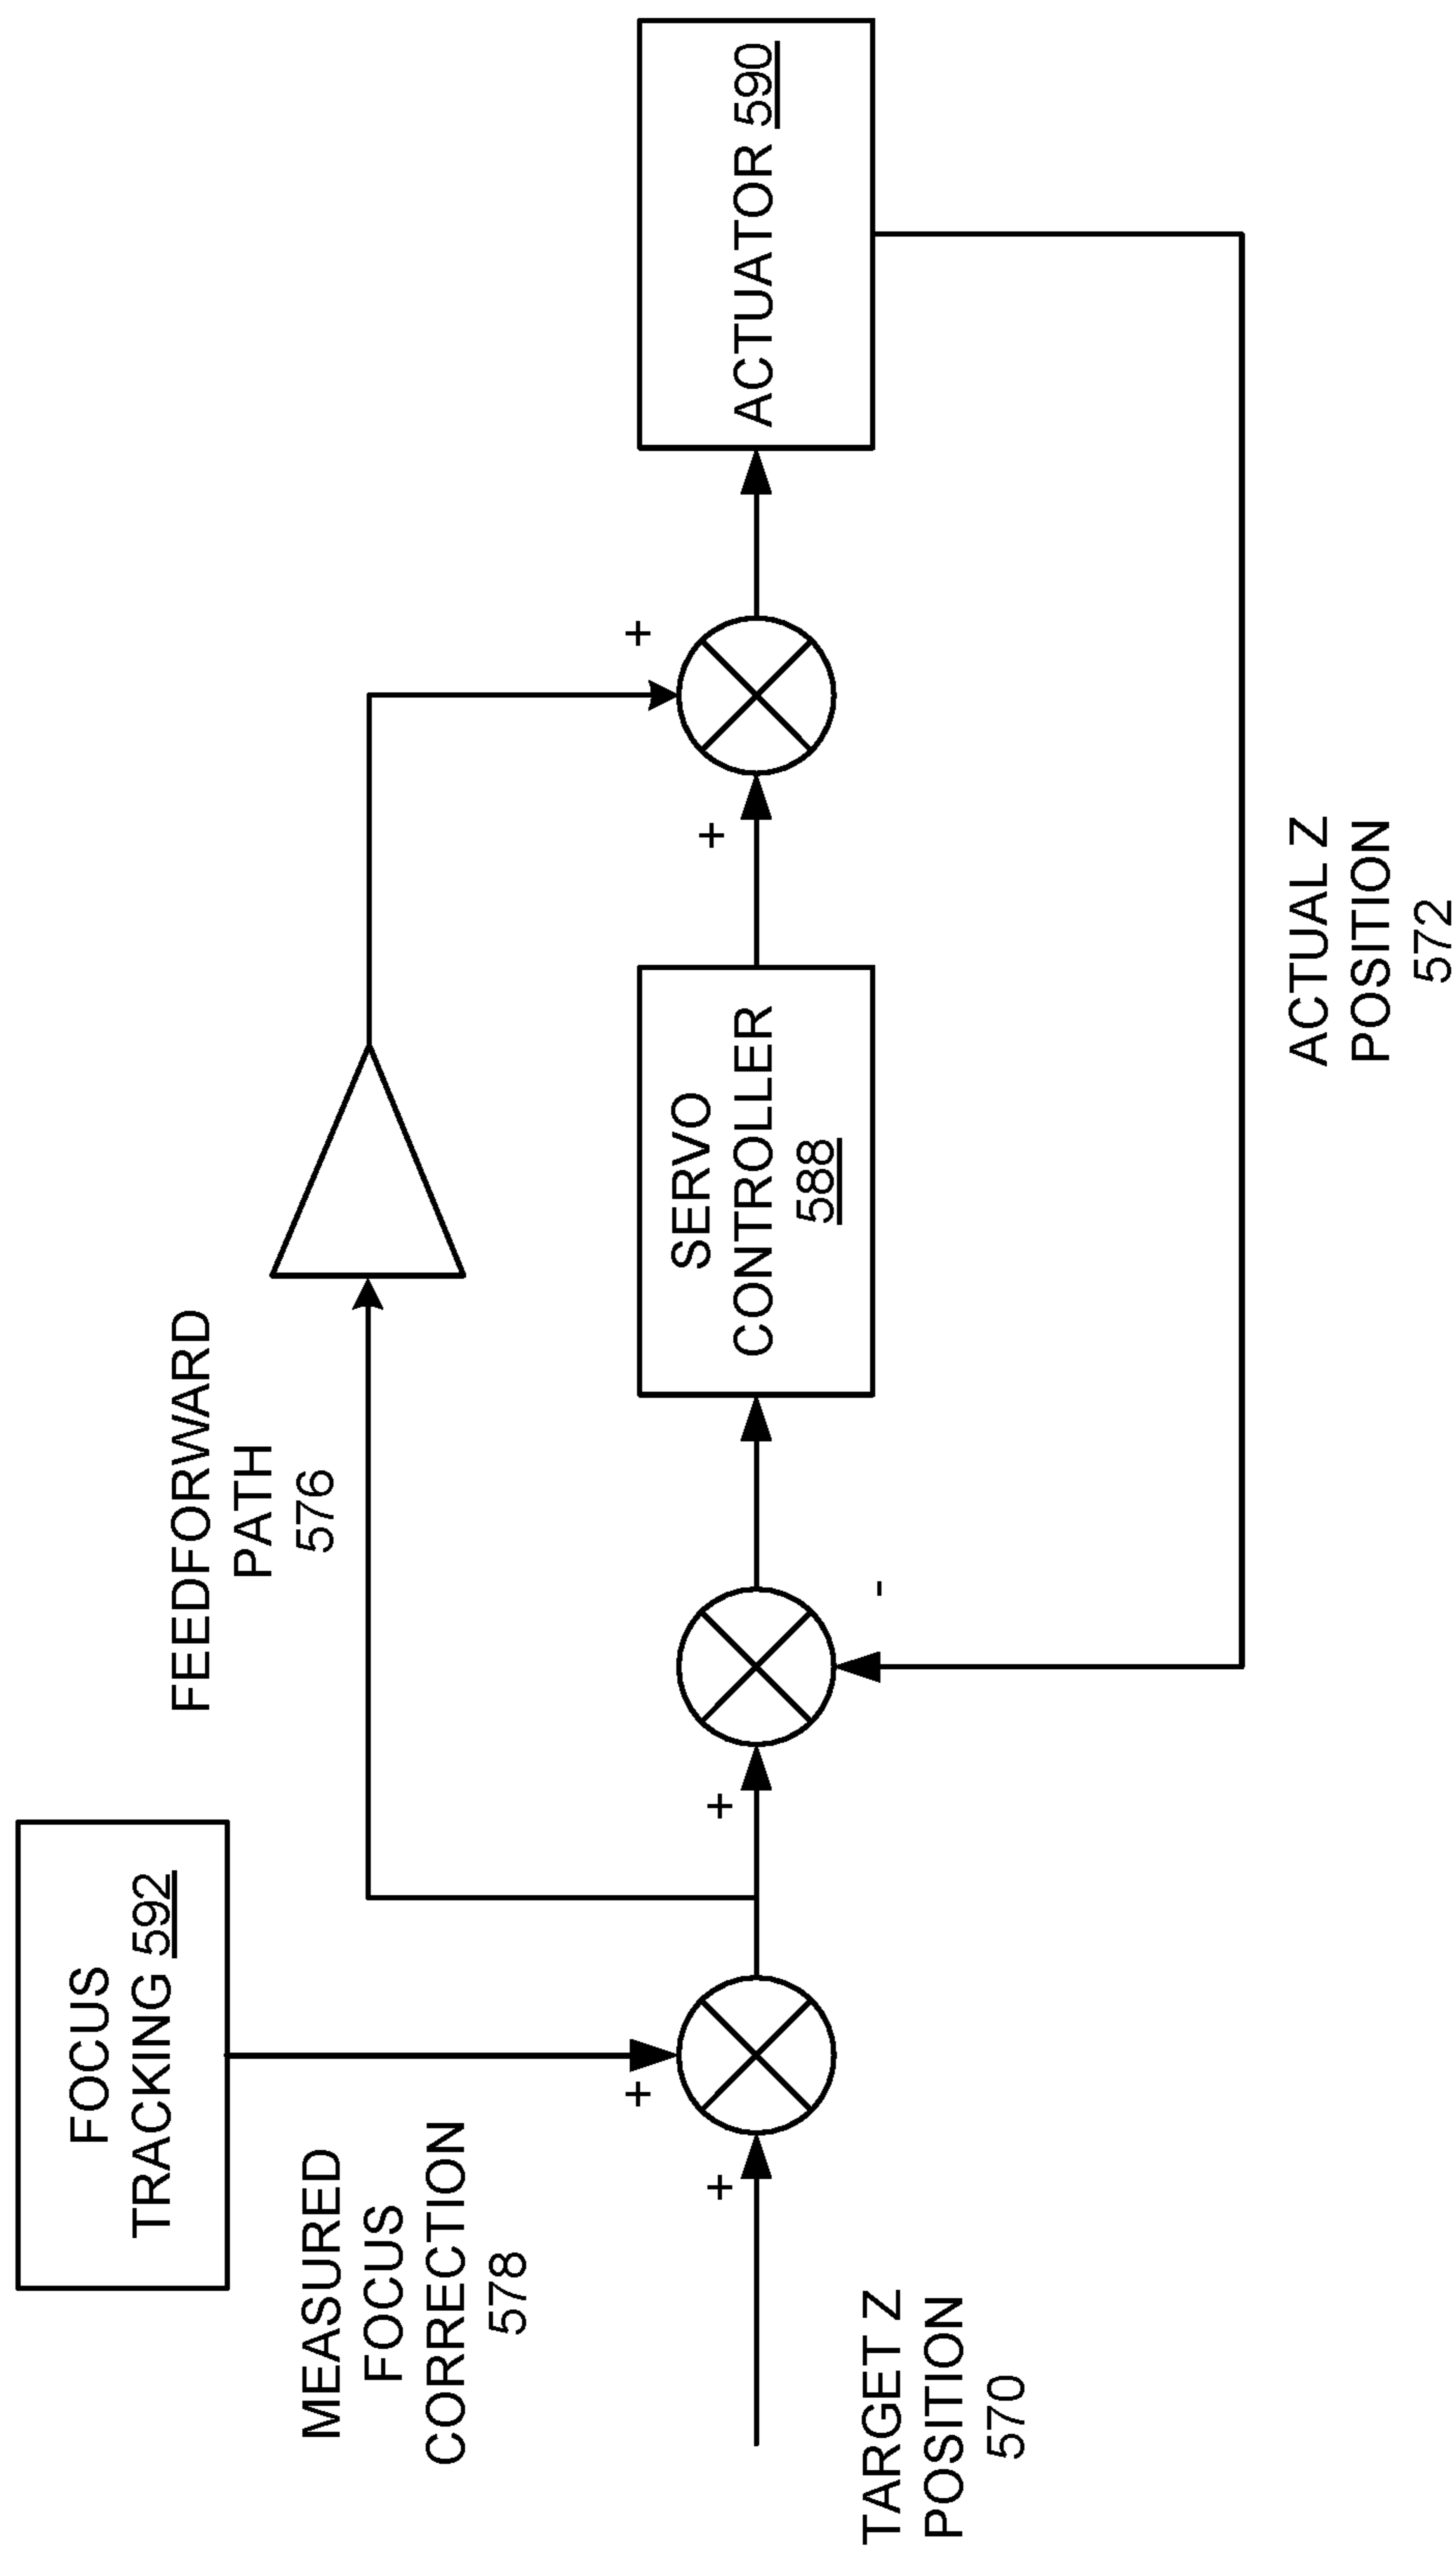 FOCUS
TRACKING 592
MEASURED
FOCUS
CORRECTION
578
FEEDFORWARD
PATH
576
TARGET Z
POSITION
570
+
+
+
-
SERVO
CONTROLLER
588
+
+
ACTUATOR 590
ACTUAL Z
POSITION
572